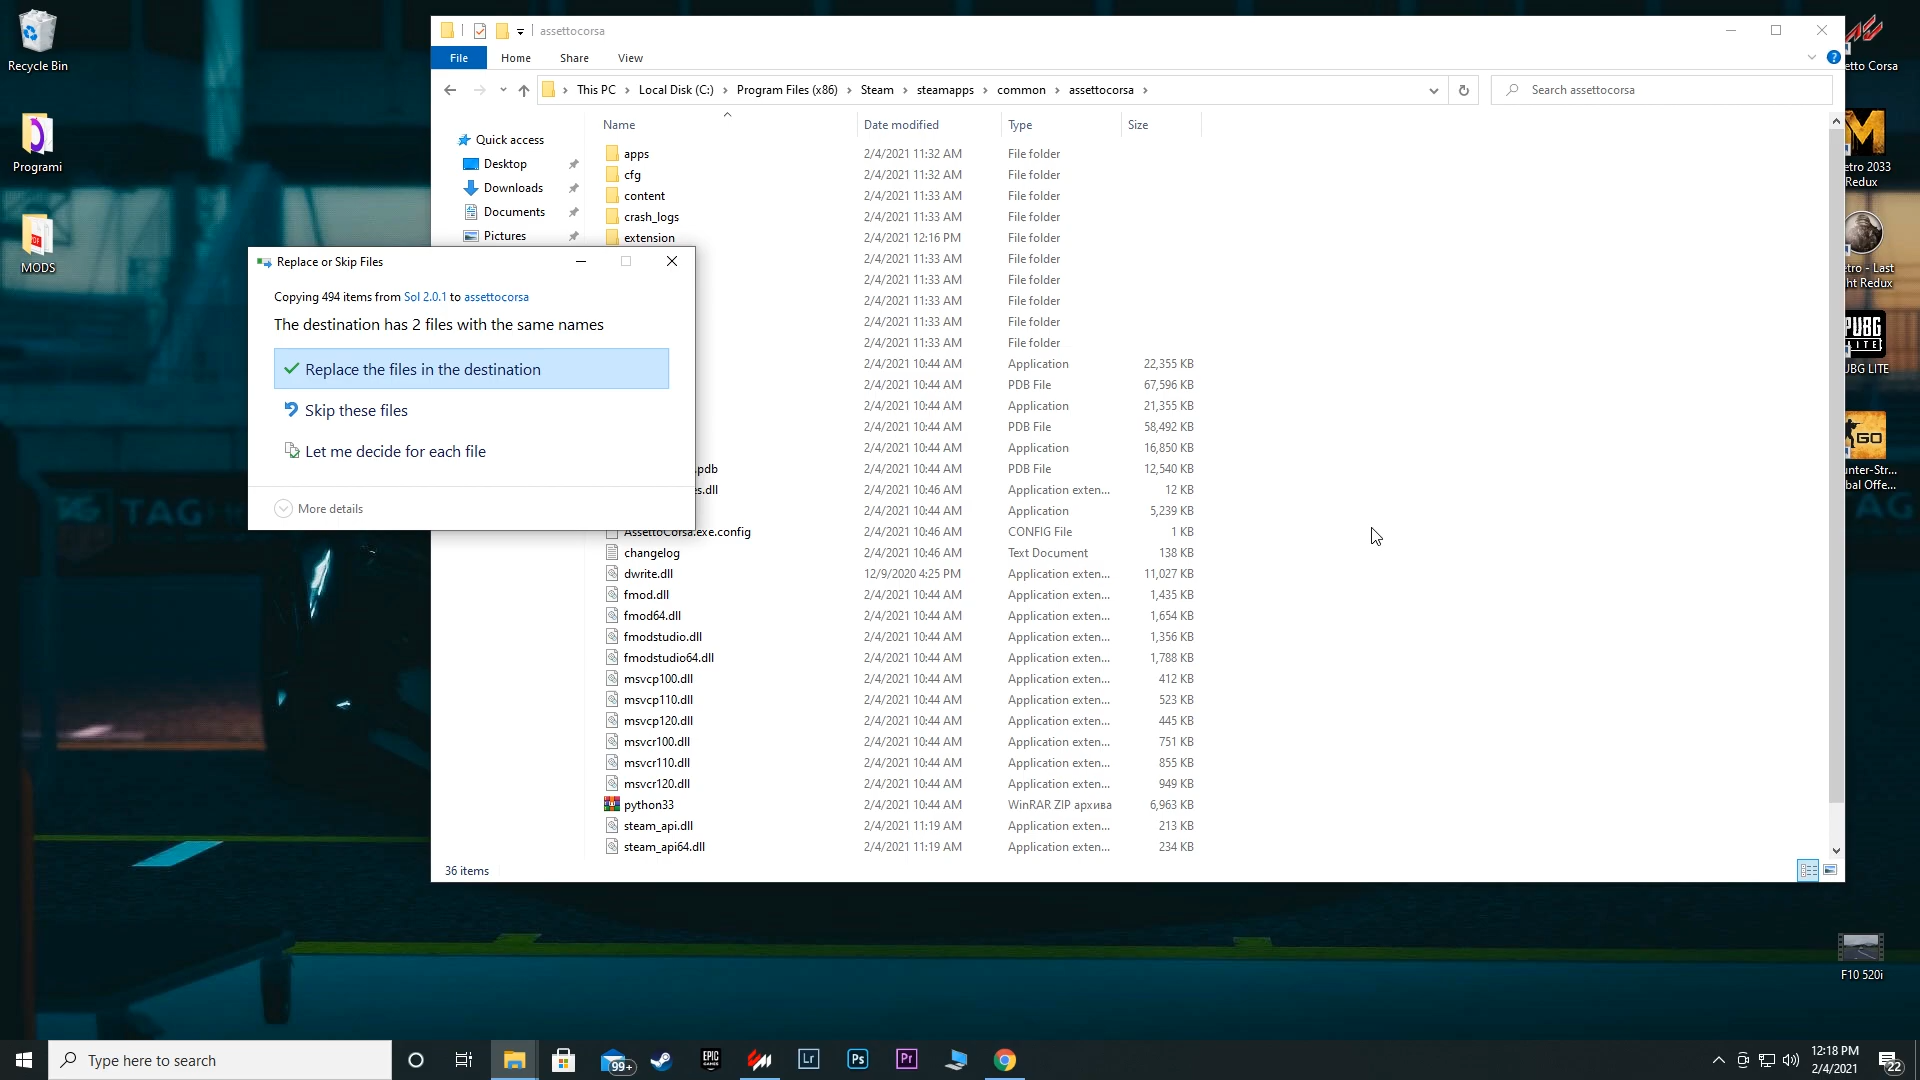 Recycle Bin
Programi
MODS
assettocorsa
File Home Share View
This PC Local Disk (C:) Program Files (x86) Steam steamapps common assettocorsa
Search assettocorsa
Quick access
Desktop
Downloads
Documents
Pictures
Name Date modified Type Size
apps 2/4/2021 11:32 AM File folder
cfg 2/4/2021 11:32 AM File folder
content 2/4/2021 11:33 AM File folder
crash_logs 2/4/2021 11:33 AM File folder
extension 2/4/2021 12:16 PM File folder
2/4/2021 11:33 AM File folder
2/4/2021 11:33 AM File folder
2/4/2021 11:33 AM File folder
2/4/2021 11:33 AM File folder
2/4/2021 11:33 AM File folder
2/4/2021 10:44 AM Application 22,355 KB
2/4/2021 10:44 AM PDB File 67,596 KB
2/4/2021 10:44 AM Application 21,355 KB
2/4/2021 10:44 AM PDB File 58,492 KB
2/4/2021 10:44 AM Application 16,850 KB
.pdb 2/4/2021 10:44 AM PDB File 12,540 KB
s.dll 2/4/2021 10:46 AM Application exten... 12 KB
2/4/2021 10:44 AM Application 5,239 KB
AssettoCorsa.exe.config 2/4/2021 10:46 AM CONFIG File 1 KB
changelog 2/4/2021 10:46 AM Text Document 138 KB
dwrite.dll 12/9/2020 4:25 PM Application exten... 11,027 KB
fmod.dll 2/4/2021 10:44 AM Application exten... 1,435 KB
fmod64.dll 2/4/2021 10:44 AM Application exten... 1,654 KB
fmodstudio.dll 2/4/2021 10:44 AM Application exten... 1,356 KB
fmodstudio64.dll 2/4/2021 10:44 AM Application exten... 1,788 KB
msvcp100.dll 2/4/2021 10:44 AM Application exten... 412 KB
msvcp110.dll 2/4/2021 10:44 AM Application exten... 523 KB
msvcp120.dll 2/4/2021 10:44 AM Application exten... 445 KB
msvcr100.dll 2/4/2021 10:44 AM Application exten... 751 KB
msvcr110.dll 2/4/2021 10:44 AM Application exten... 855 KB
msvcr120.dll 2/4/2021 10:44 AM Application exten... 949 KB
python33 2/4/2021 10:44 AM WinRAR ZIP архива 6,963 KB
steam_api.dll 2/4/2021 11:19 AM Application exten... 213 KB
steam_api64.dll 2/4/2021 11:19 AM Application exten... 234 KB
36 items
Replace or Skip Files
Copying 494 items from Sol 2.0.1 to assettocorsa
The destination has 2 files with the same names
Replace the files in the destination
Skip these files
Let me decide for each file
More details
TAG
etto Corsa
etro 2033
Redux
etro - Last
ht Redux
PUBG
LITE
UBG LITE
GO
unter-Str...
bal Offe...
F10 520i
Type here to search
99+
EPIC
GAMES
Lr
Ps
Pr
12:18 PM
2/4/2021
22